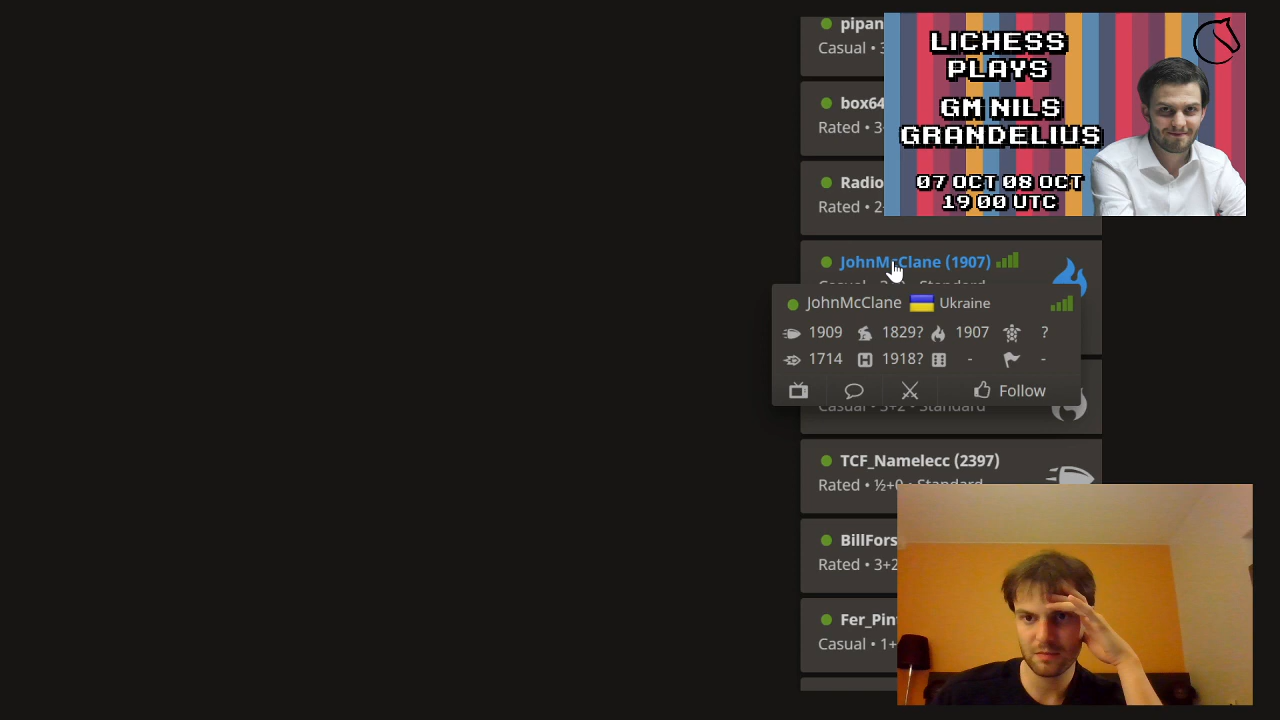 pipan
Casual • 3
box64
Rated • 3
Radio
Rated • 2
LICHESS
PLAYS
GM NILS
GRANDELIUS
07 OCT 08 OCT
19 00 UTC
JohnMcClane (1907)
JohnMcClane Ukraine
1909 1829? 1907 ?
1714 1918? - -
Follow
Casual • 3+2 • Standard
TCF_Namelecc (2397)
Rated • ½+0 • Standard
BillFors
Rated • 3+2
Fer_Pin
Casual • 1+